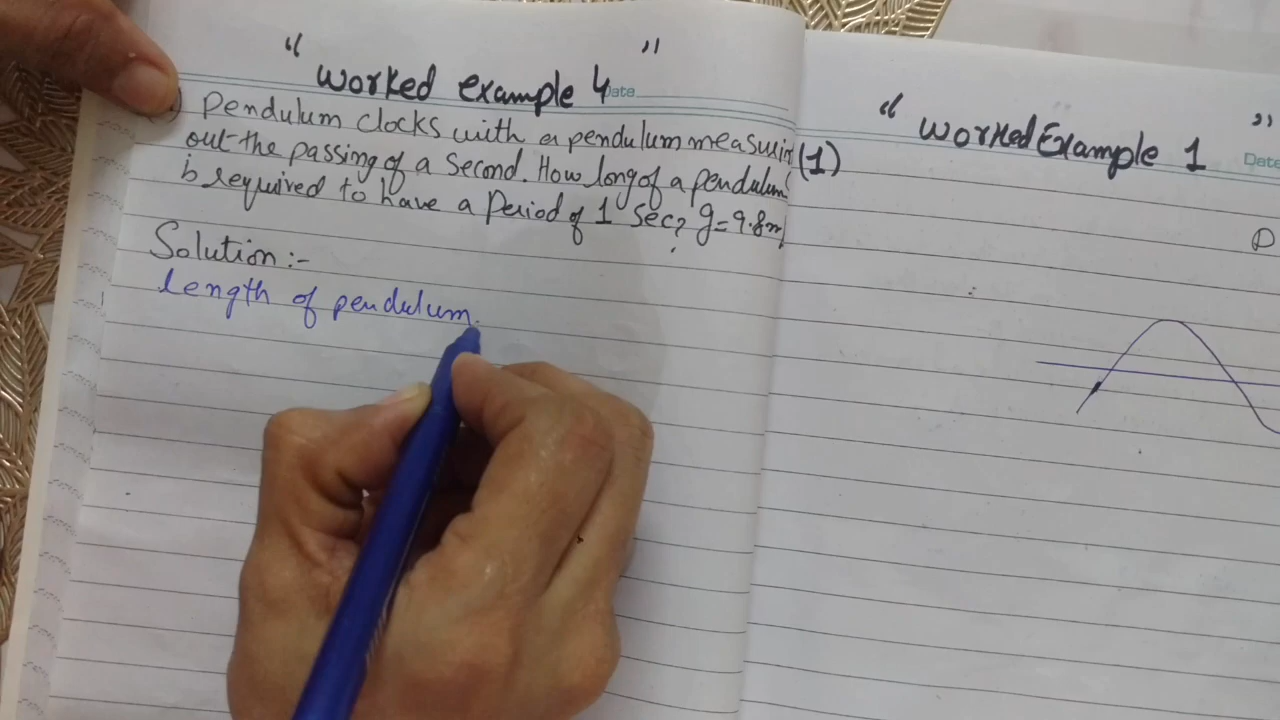 “ ”
Worked example 4
Date
Pendulum clocks with a pendulum measurin
out the passing of a second. How long of a pendulum
is required to have a Period of 1 sec? g=9.8m
Solution:-
length of pendulum
“ ”
Worked Example 1
Date
(1)
D